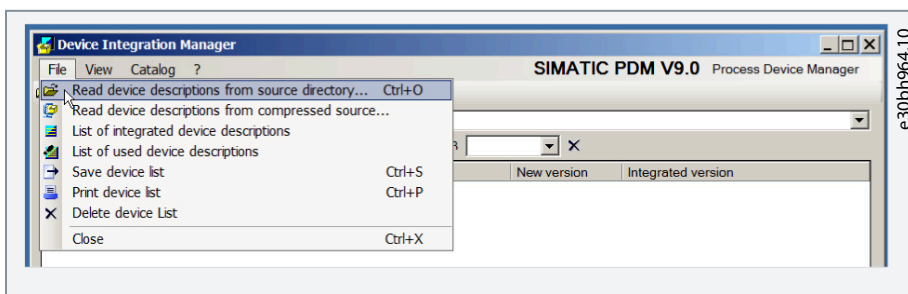 Device Integration Manager
File View Catalog ?
SIMATIC PDM V9.0 Process Device Manager
Read device descriptions from source directory... Ctrl+O
Read device descriptions from compressed source...
List of integrated device descriptions
List of used device descriptions
Save device list Ctrl+S
New version Integrated version
Print device list Ctrl+P
Delete device List
Close Ctrl+X
e30bb964.10